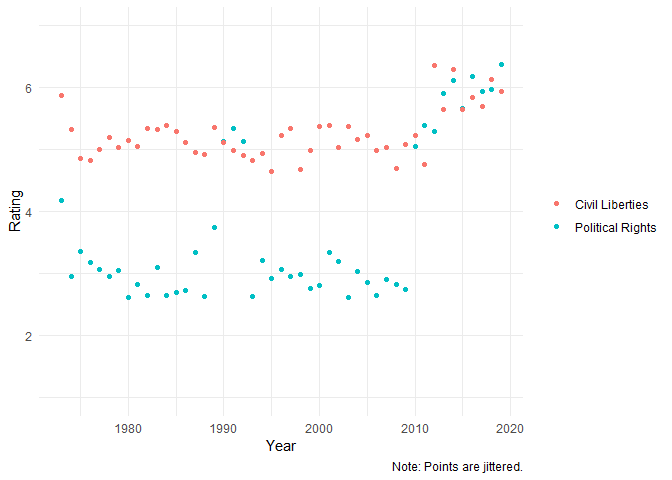 6
4
2
Rating
1980 1990 2000 2010 2020
Year
Civil Liberties
Political Rights
Note: Points are jittered.